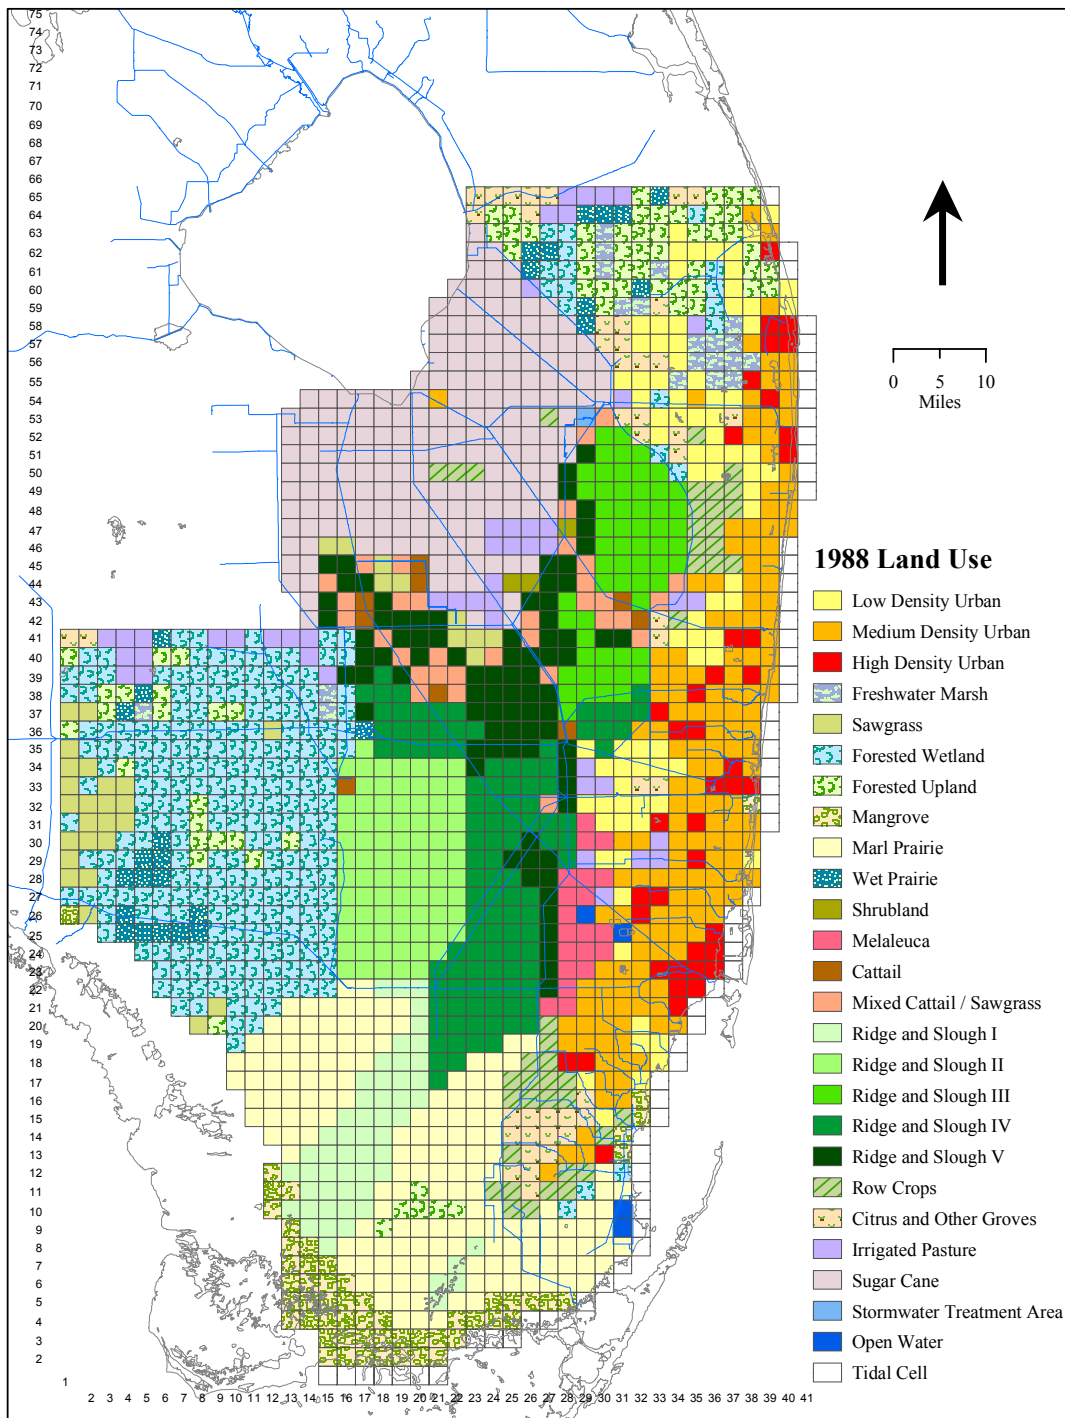 75
74
73
72
71
70
69
68
67
66
65
64
63
62
61
60
59
58
57
56
55
54
53
52
51
50
49
48
47
46
45
44
43
42
41
40
39
38
37
36
35
34
33
32
31
30
29
28
27
26
25
24
23
22
21
20
19
18
17
16
15
14
13
12
11
10
9
8
7
6
5
4
3
2
1
2 3 4 5 6 7 8 9 10 11 12 13 14 15 16 17 18 19 20 21 22 23 24 25 26 27 28 29 30 31 32 33 34 35 36 37 38 39 40 41
0 5 10
Miles
1988 Land Use
Low Density Urban
Medium Density Urban
High Density Urban
Freshwater Marsh
Sawgrass
Forested Wetland
Forested Upland
Mangrove
Marl Prairie
Wet Prairie
Shrubland
Melaleuca
Cattail
Mixed Cattail / Sawgrass
Ridge and Slough I
Ridge and Slough II
Ridge and Slough III
Ridge and Slough IV
Ridge and Slough V
Row Crops
Citrus and Other Groves
Irrigated Pasture
Sugar Cane
Stormwater Treatment Area
Open Water
Tidal Cell